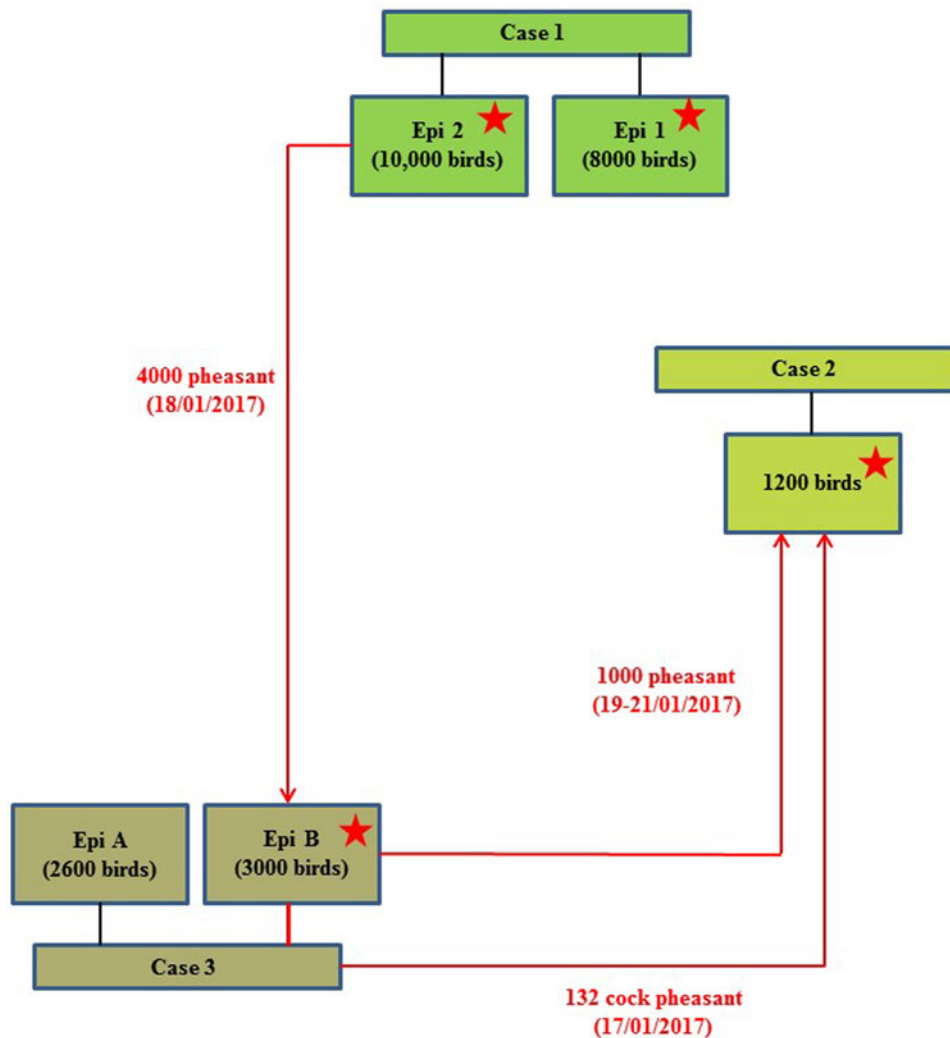 Case 1
Epi 2
(10,000 birds)
Epi 1
(8000 birds)
4000 pheasant
(18/01/2017)
Case 2
1200 birds
1000 pheasant
(19-21/01/2017)
Epi A
(2600 birds)
Epi B
(3000 birds)
Case 3
132 cock pheasant
(17/01/2017)